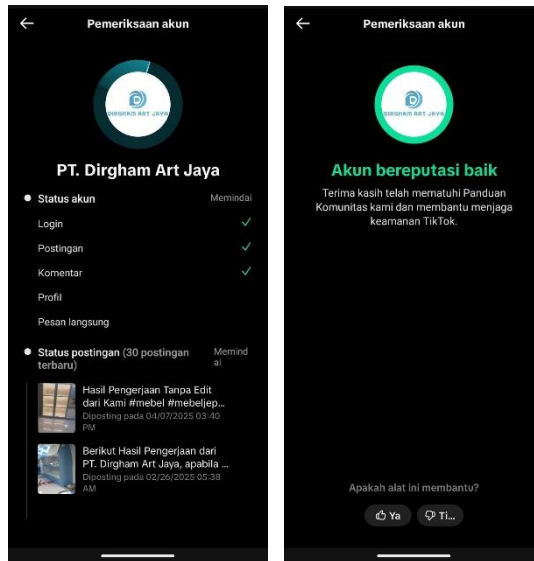 Pemeriksaan akun
DIRGHAM ART JAYA
PT. Dirgham Art Jaya
Status akun Memindai
Login
Postingan
Komentar
Profil
Pesan langsung
Status postingan (30 postingan Memind
terbaru) ai
Hasil Pengerjaan Tanpa Edit
dari Kami #mebel #mebeljep...
Diposting pada 04/07/2025 03:40
PM
Berikut Hasil Pengerjaan dari
PT. Dirgham Art Jaya, apabila ...
Diposting pada 02/26/2025 05:38
AM
Pemeriksaan akun
DIRGHAM ART JAYA
Akun bereputasi baik
Terima kasih telah mematuhi Panduan
Komunitas kami dan membantu menjaga
keamanan TikTok.
Apakah alat ini membantu?
Ya Ti...